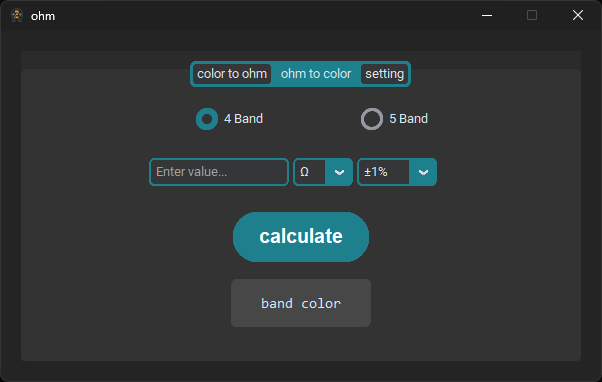 ohm
color to ohm ohm to color setting
4 Band 5 Band
Enter value... Ω ±1%
calculate
band color